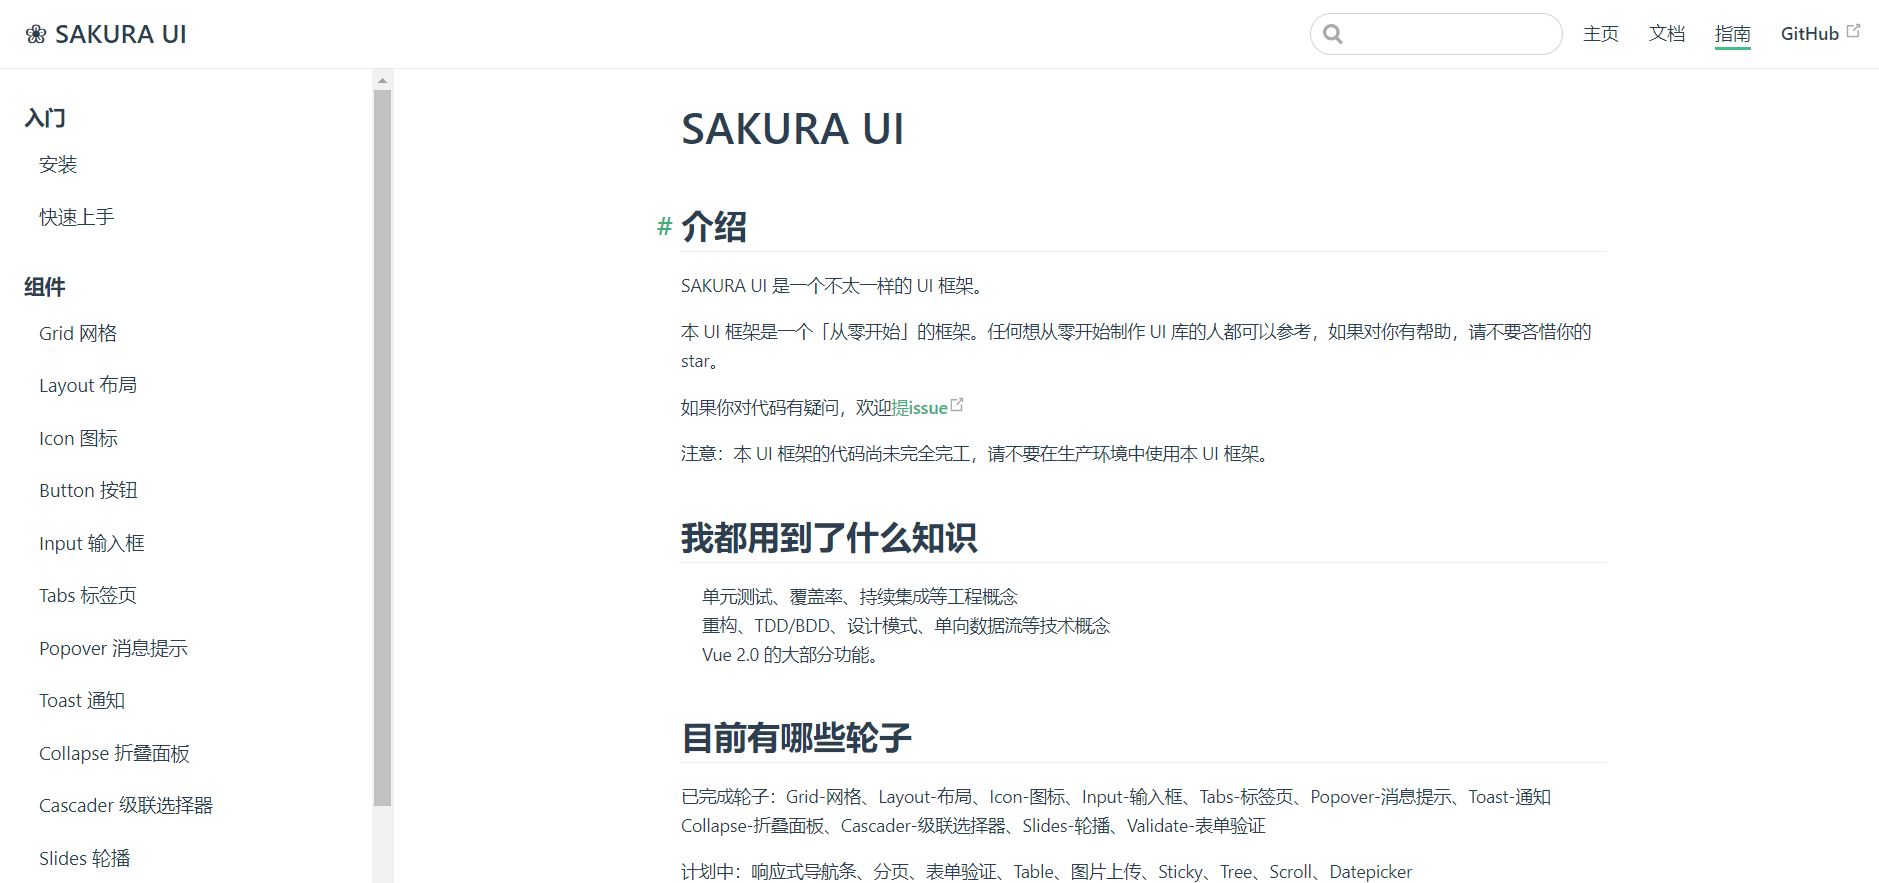 ❀ SAKURA UI
主页 文档 指南 GitHub
入门
安装
快速上手
组件
Grid 网格
Layout 布局
Icon 图标
Button 按钮
Input 输入框
Tabs 标签页
Popover 消息提示
Toast 通知
Collapse 折叠面板
Cascader 级联选择器
Slides 轮播
SAKURA UI
# 介绍
SAKURA UI 是一个不太一样的 UI 框架。
本 UI 框架是一个「从零开始」的框架。任何想从零开始制作 UI 库的人都可以参考，如果对你有帮助，请不要吝惜你的
star。
如果你对代码有疑问，欢迎提issue
注意：本 UI 框架的代码尚未完全完工，请不要在生产环境中使用本 UI 框架。
我都用到了什么知识
单元测试、覆盖率、持续集成等工程概念
重构、TDD/BDD、设计模式、单向数据流等技术概念
Vue 2.0 的大部分功能。
目前有哪些轮子
已完成轮子：Grid-网格、Layout-布局、Icon-图标、Input-输入框、Tabs-标签页、Popover-消息提示、Toast-通知
Collapse-折叠面板、Cascader-级联选择器、Slides-轮播、Validate-表单验证
计划中：响应式导航条、分页、表单验证、Table、图片上传、Sticky、Tree、Scroll、Datepicker